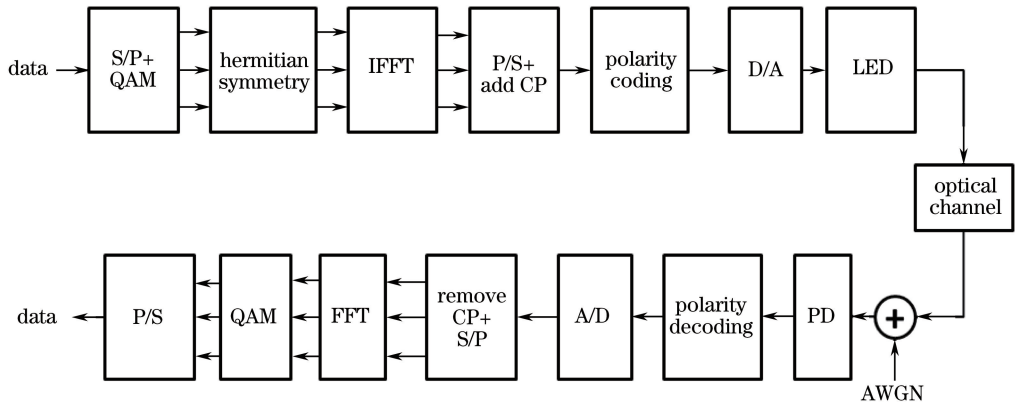 data
S/P+
QAM
hermitian
symmetry
IFFT
P/S+
add CP
polarity
coding
D/A
LED
optical
channel
data
P/S
QAM
FFT
remove
CP+
S/P
A/D
polarity
decoding
PD
+
AWGN